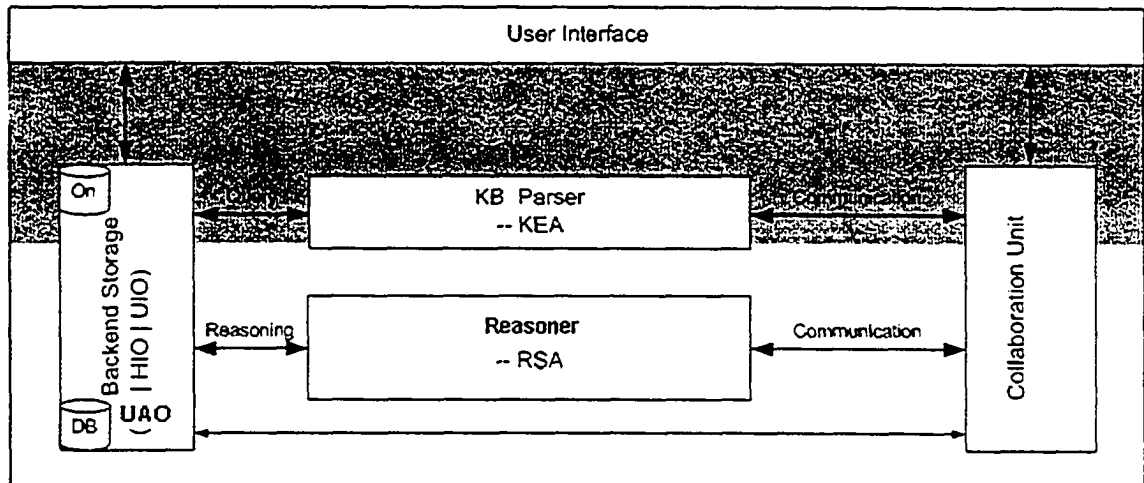 User Interface
On
Backend Storage
(UAO | HIO | UIO)
DB
Query
KB Parser
-- KEA
Communication
Reasoning
Reasoner
-- RSA
Communication
Collaboration Unit